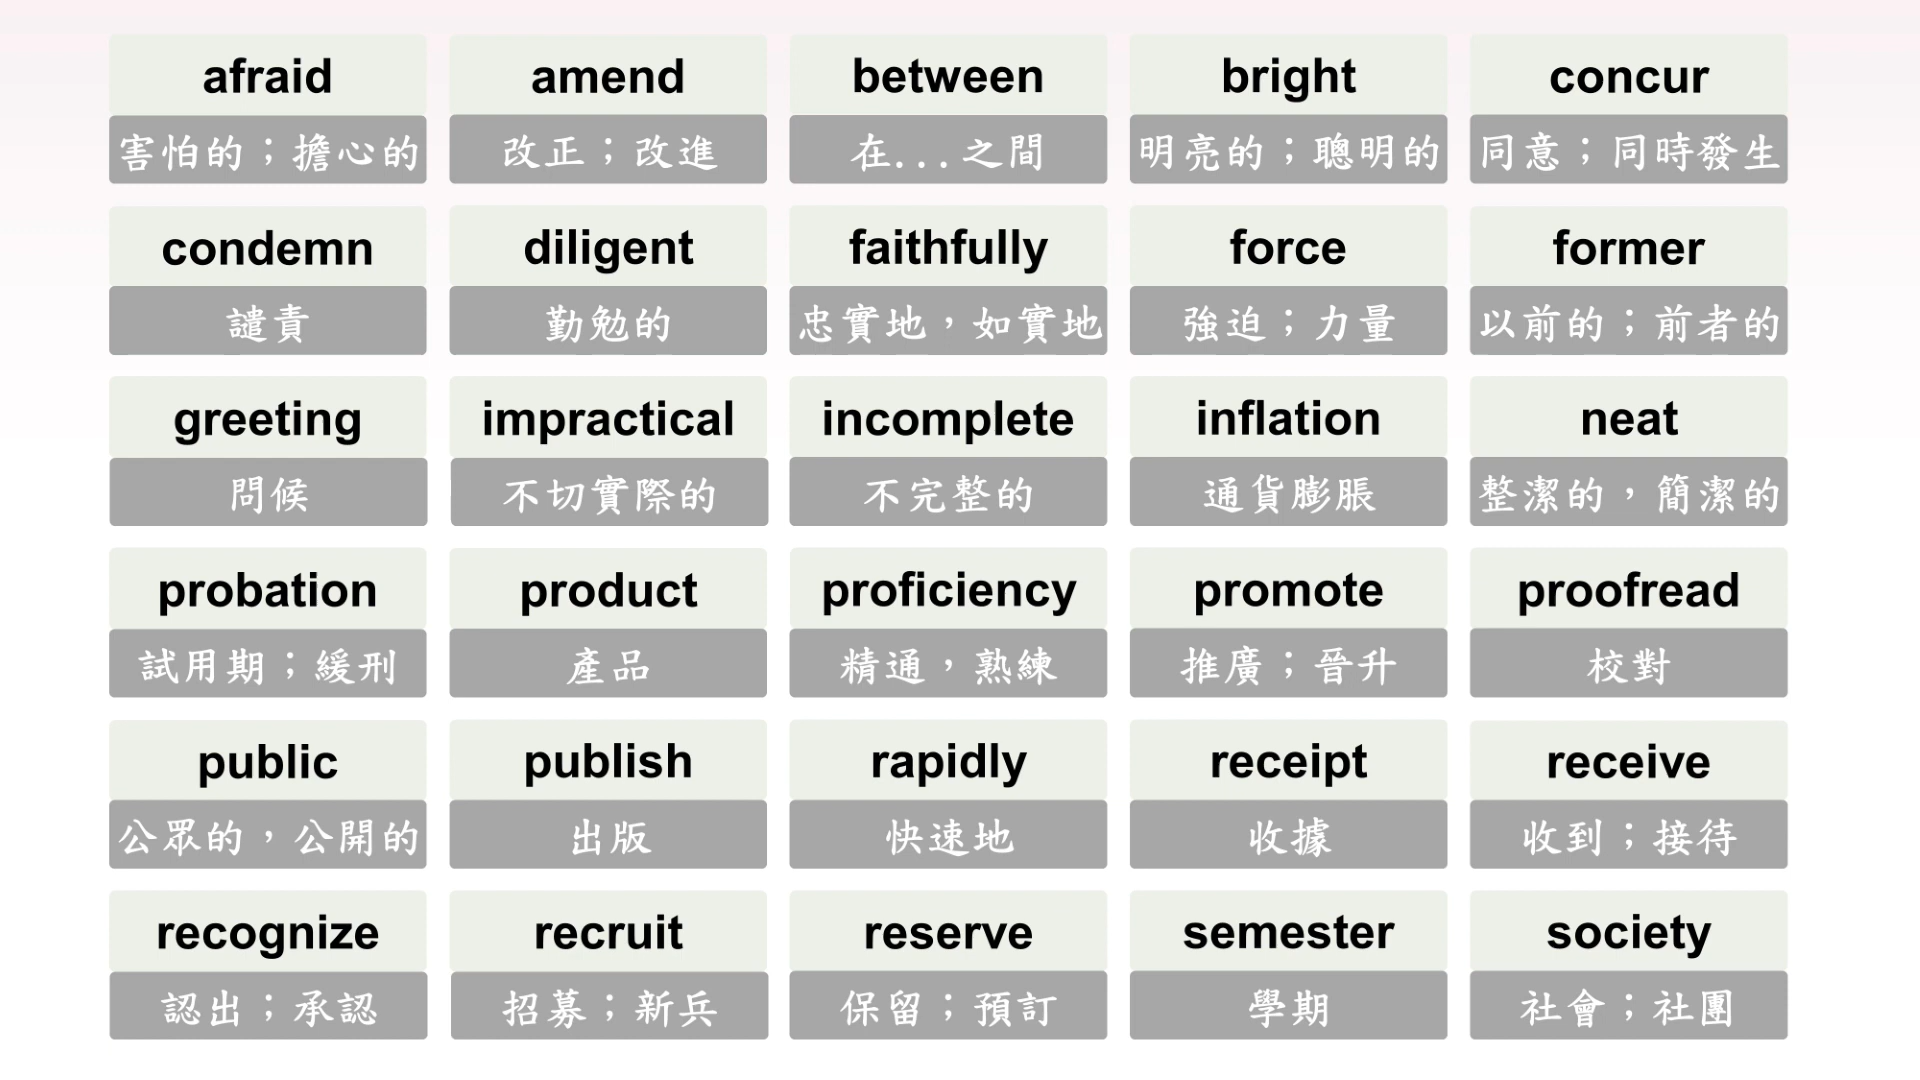 afraid
害怕的；擔心的
amend
改正；改進
between
在...之間
bright
明亮的；聰明的
concur
同意；同時發生
condemn
譴責
diligent
勤勉的
faithfully
忠實地，如實地
force
強迫；力量
former
以前的；前者的
greeting
問候
impractical
不切實際的
incomplete
不完整的
inflation
通貨膨脹
neat
整潔的，簡潔的
probation
試用期；緩刑
product
產品
proficiency
精通，熟練
promote
推廣；晉升
proofread
校對
public
公眾的，公開的
publish
出版
rapidly
快速地
receipt
收據
receive
收到；接待
recognize
認出；承認
recruit
招募；新兵
reserve
保留；預訂
semester
學期
society
社會；社團